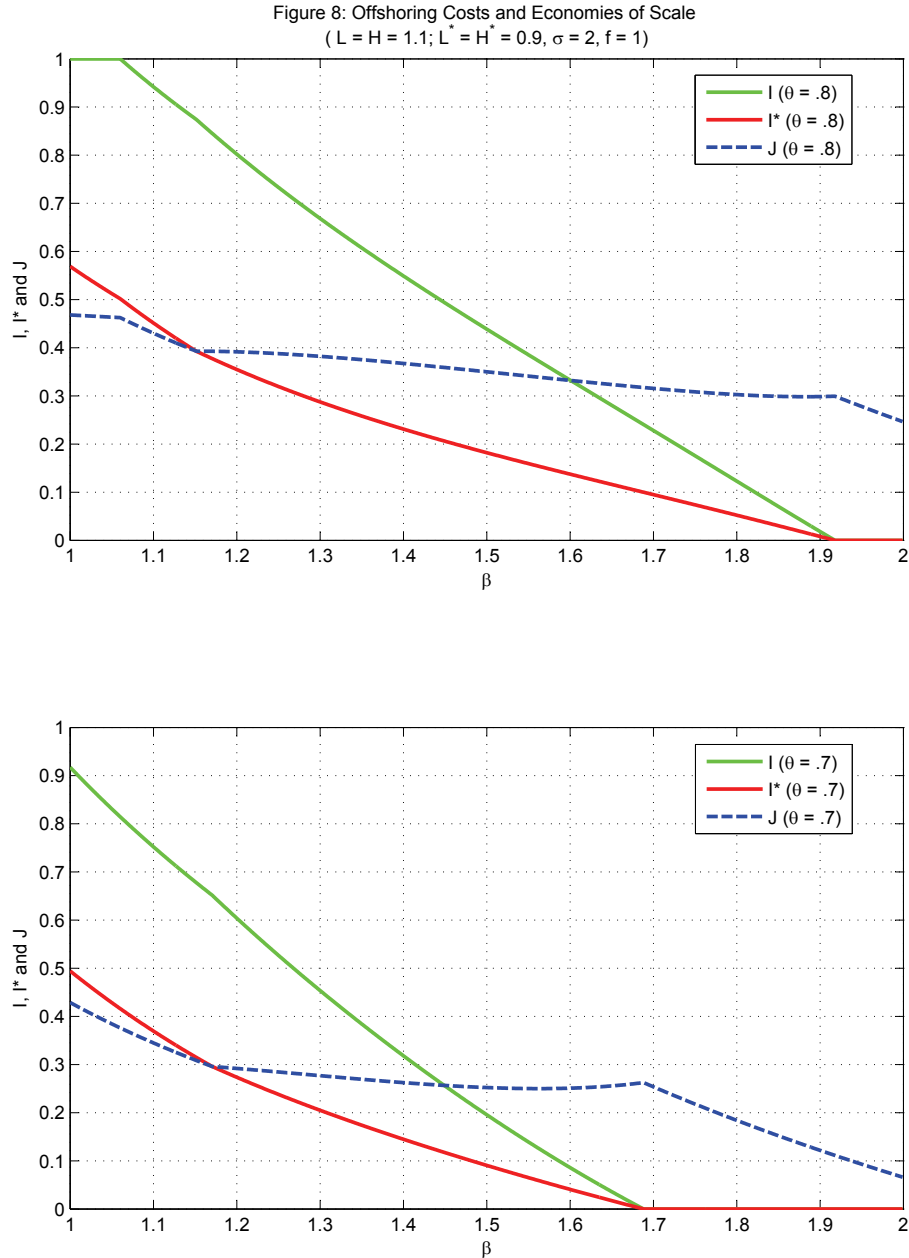 Figure 8: Offshoring Costs and Economies of Scale
( L = H = 1.1; L* = H* = 0.9, σ = 2, f = 1)
1
0.9
0.8
0.7
0.6
0.5
0.4
0.3
0.2
0.1
0
I, I* and J
I (θ = .8)
I* (θ = .8)
J (θ = .8)
1 1.1 1.2 1.3 1.4 1.5 1.6 1.7 1.8 1.9 2
β
1
0.9
0.8
0.7
0.6
0.5
0.4
0.3
0.2
0.1
0
I, I* and J
I (θ = .7)
I* (θ = .7)
J (θ = .7)
1 1.1 1.2 1.3 1.4 1.5 1.6 1.7 1.8 1.9 2
β